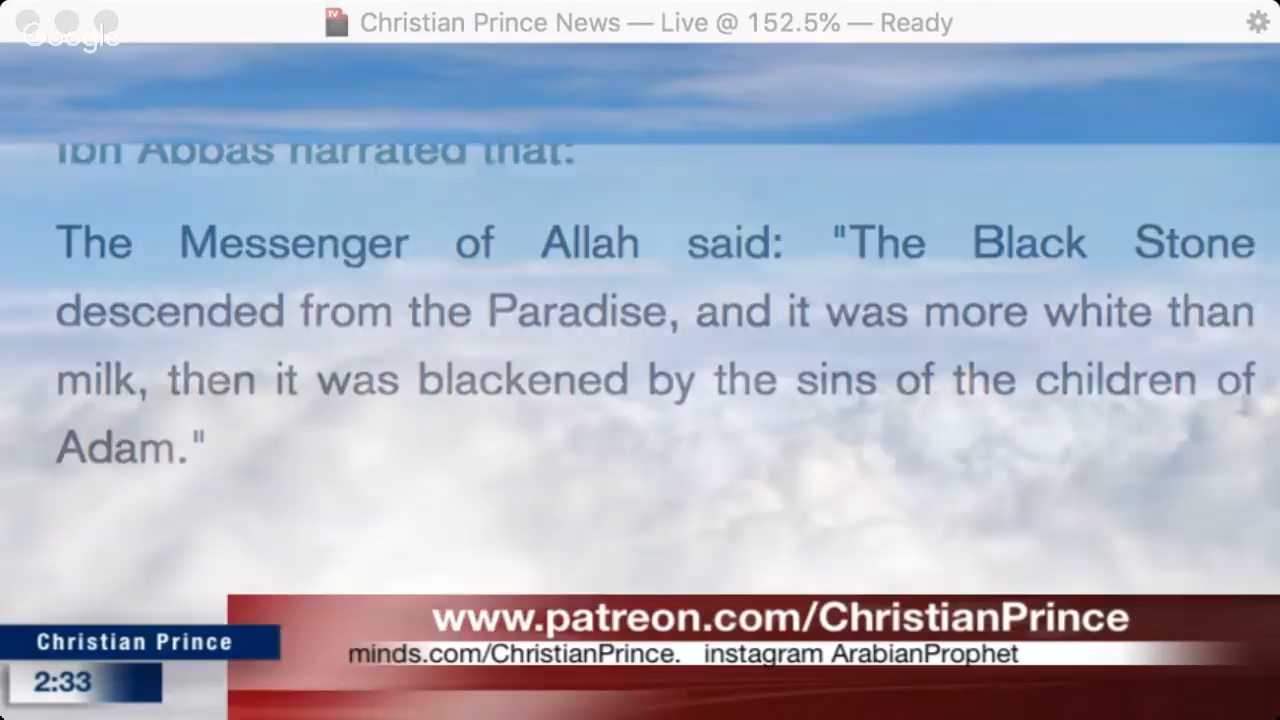 Christian Prince News — Live @ 152.5% — Ready
Google
Ibn Abbas narrated that:
The Messenger of Allah said: "The Black Stone
descended from the Paradise, and it was more white than
milk, then it was blackened by the sins of the children of
Adam."
www.patreon.com/ChristianPrince
Christian Prince
minds.com/ChristianPrince. instagram ArabianProphet
2:33